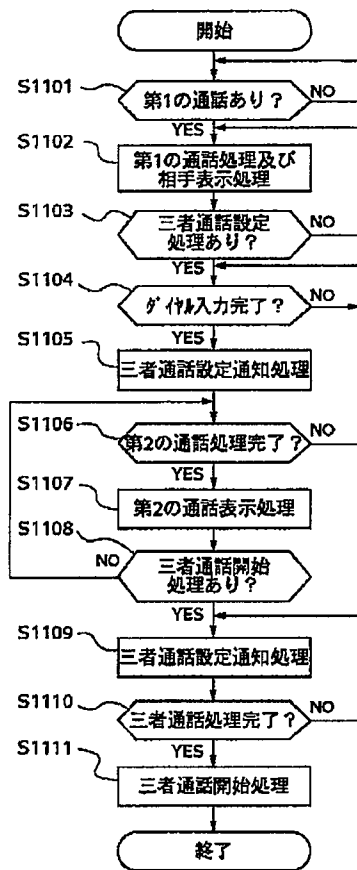 開始
S1101
第1の通話あり？
NO
YES
S1102
第1の通話処理及び
相手表示処理
S1103
三者通話設定
処理あり？
NO
YES
S1104
ダイヤル入力完了？
NO
YES
S1105
三者通話設定通知処理
S1106
第2の通話処理完了？
NO
YES
S1107
第2の通話表示処理
S1108
NO
三者通話開始
処理あり？
YES
S1109
三者通話設定通知処理
S1110
三者通話処理完了？
NO
YES
S1111
三者通話開始処理
終了